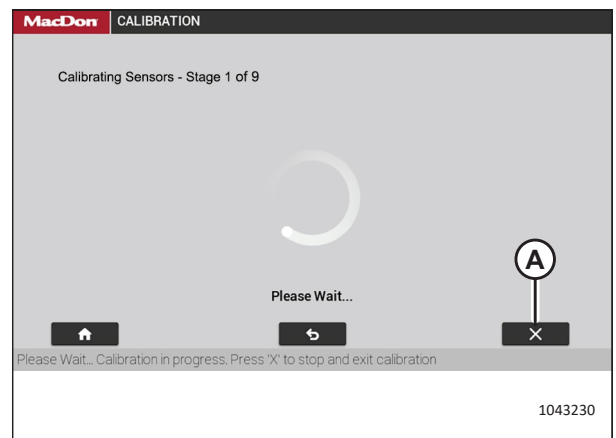 MacDon CALIBRATION
Calibrating Sensors - Stage 1 of 9
A
Please Wait...
Please Wait... Calibration in progress. Press 'X' to stop and exit calibration
1043230